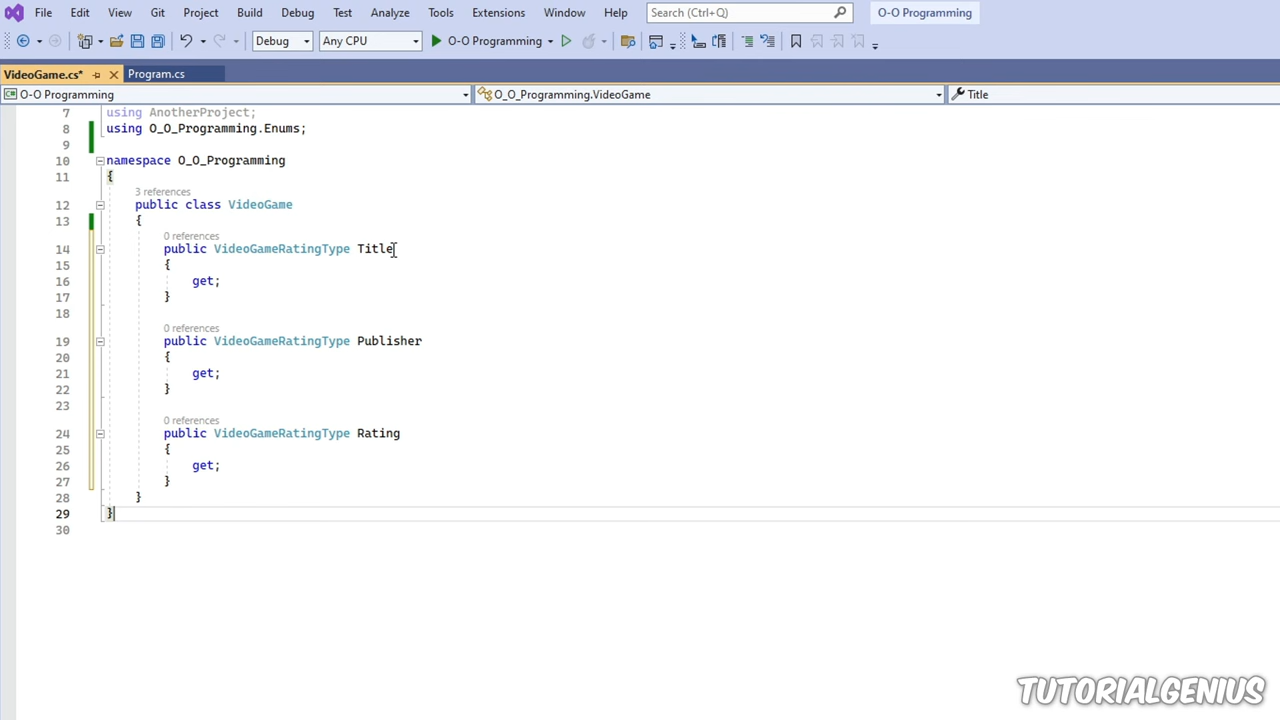 File Edit View Git Project Build Debug Test Analyze Tools Extensions Window Help Search (Ctrl+Q) O-O Programming
Debug Any CPU O-O Programming
VideoGame.cs* Program.cs
O-O Programming O_O_Programming.VideoGame Title
7 using AnotherProject;
8 using O_O_Programming.Enums;
9
10 namespace O_O_Programming
11 {
3 references
12 public class VideoGame
13 {
0 references
14 public VideoGameRatingType Title
15 {
16 get;
17 }
18
0 references
19 public VideoGameRatingType Publisher
20 {
21 get;
22 }
23
0 references
24 public VideoGameRatingType Rating
25 {
26 get;
27 }
28 }
29 }
30
TUTORIALGENIUS